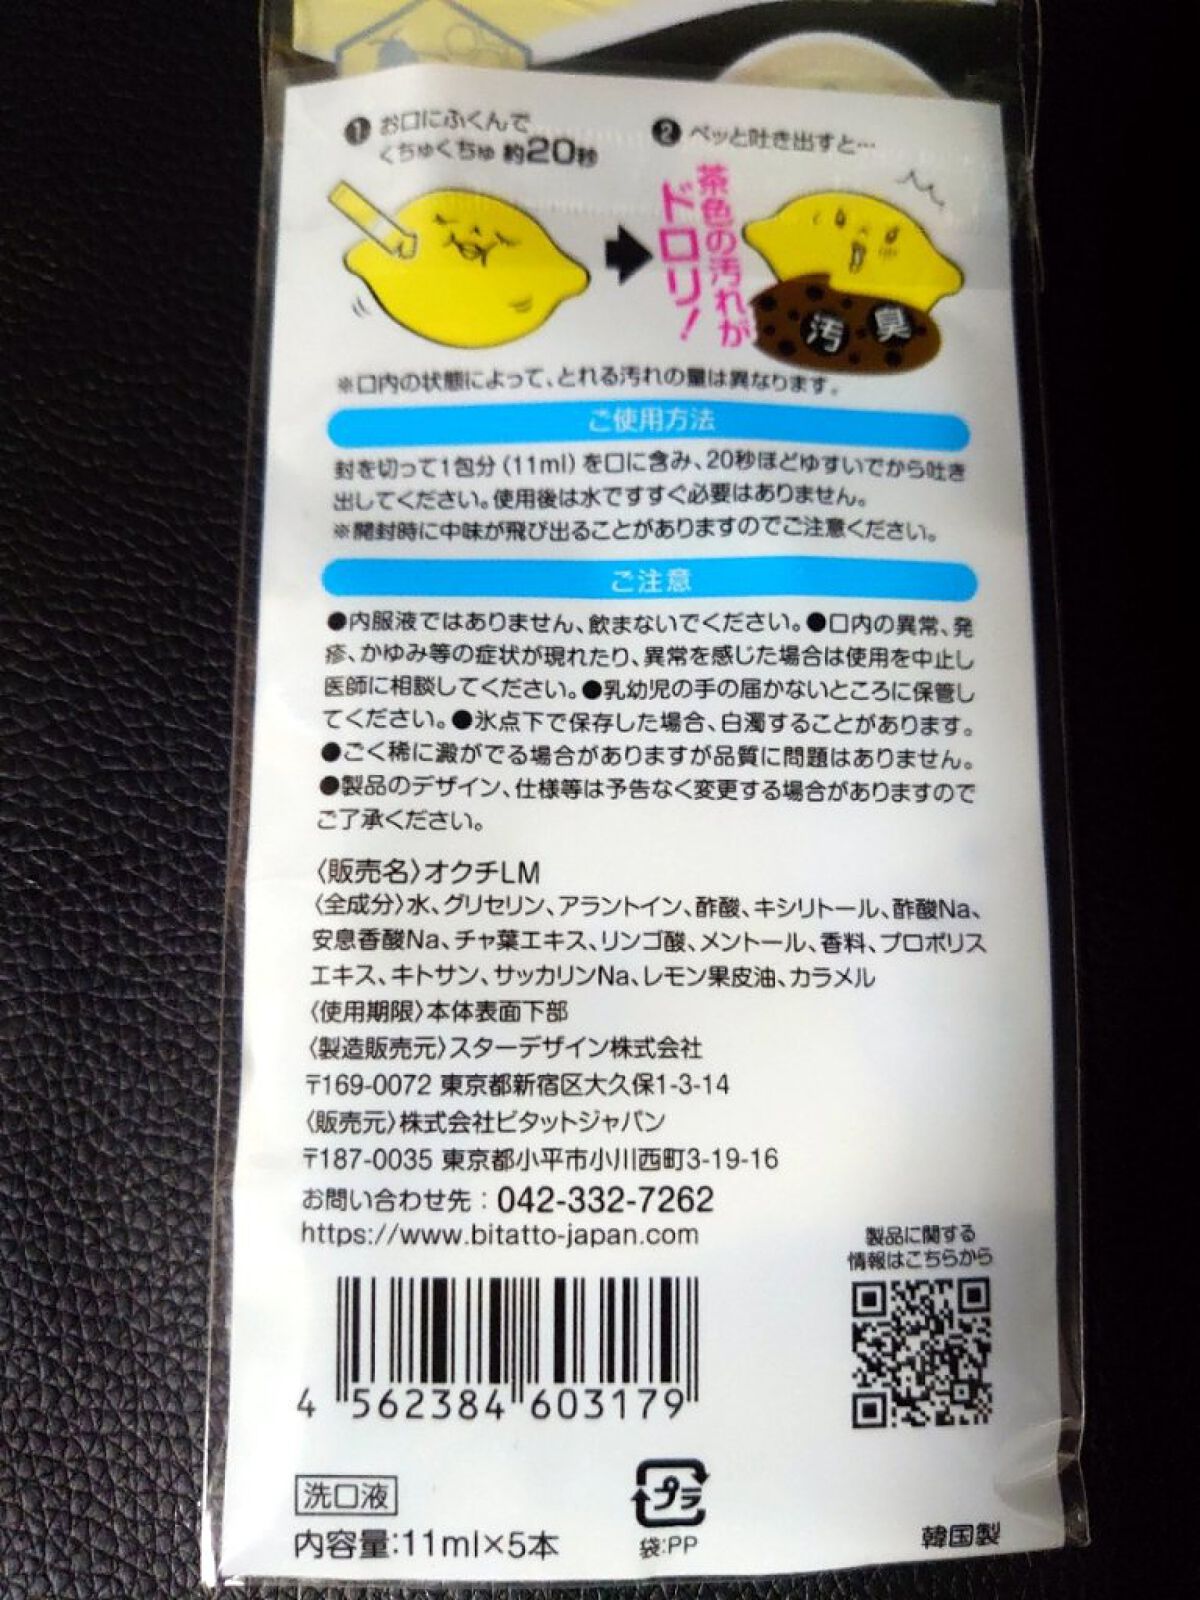 1 お口にふくんで
くちゅくちゅ 約20秒
2 ペッと吐き出すと…
茶色の汚れが
ドロリ!
汚 臭
※口内の状態によって、とれる汚れの量は異なります。
ご使用方法
封を切って1包分(11ml)を口に含み、20秒ほどゆすいでから吐き
出してください。使用後は水ですすぐ必要はありません。
※開封時に中味が飛び出ることがありますのでご注意ください。
ご注意
●内服液ではありません、飲まないでください。●口内の異常、発
疹、かゆみ等の症状が現れたり、異常を感じた場合は使用を中止し
医師に相談してください。●乳幼児の手の届かないところに保管し
てください。●氷点下で保存した場合、白濁することがあります。
●ごく稀に澱がでる場合がありますが品質に問題はありません。
●製品のデザイン、仕様等は予告なく変更する場合がありますので
ご了承ください。
〈販売名〉オクチLM
〈全成分〉水、グリセリン、アラントイン、酢酸、キシリトール、酢酸Na、
安息香酸Na、チャ葉エキス、リンゴ酸、メントール、香料、プロポリス
エキス、キトサン、サッカリンNa、レモン果皮油、カラメル
〈使用期限〉本体表面下部
〈製造販売元〉スターデザイン株式会社
〒169-0072 東京都新宿区大久保1-3-14
〈販売元〉株式会社ビタットジャパン
〒187-0035 東京都小平市小川西町3-19-16
お問い合わせ先:042-332-7262
https://www.bitatto-japan.com
製品に関する
情報はこちらから
4 562384 603179
洗口液
内容量:11ml×5本
プラ
袋:PP
韓国製